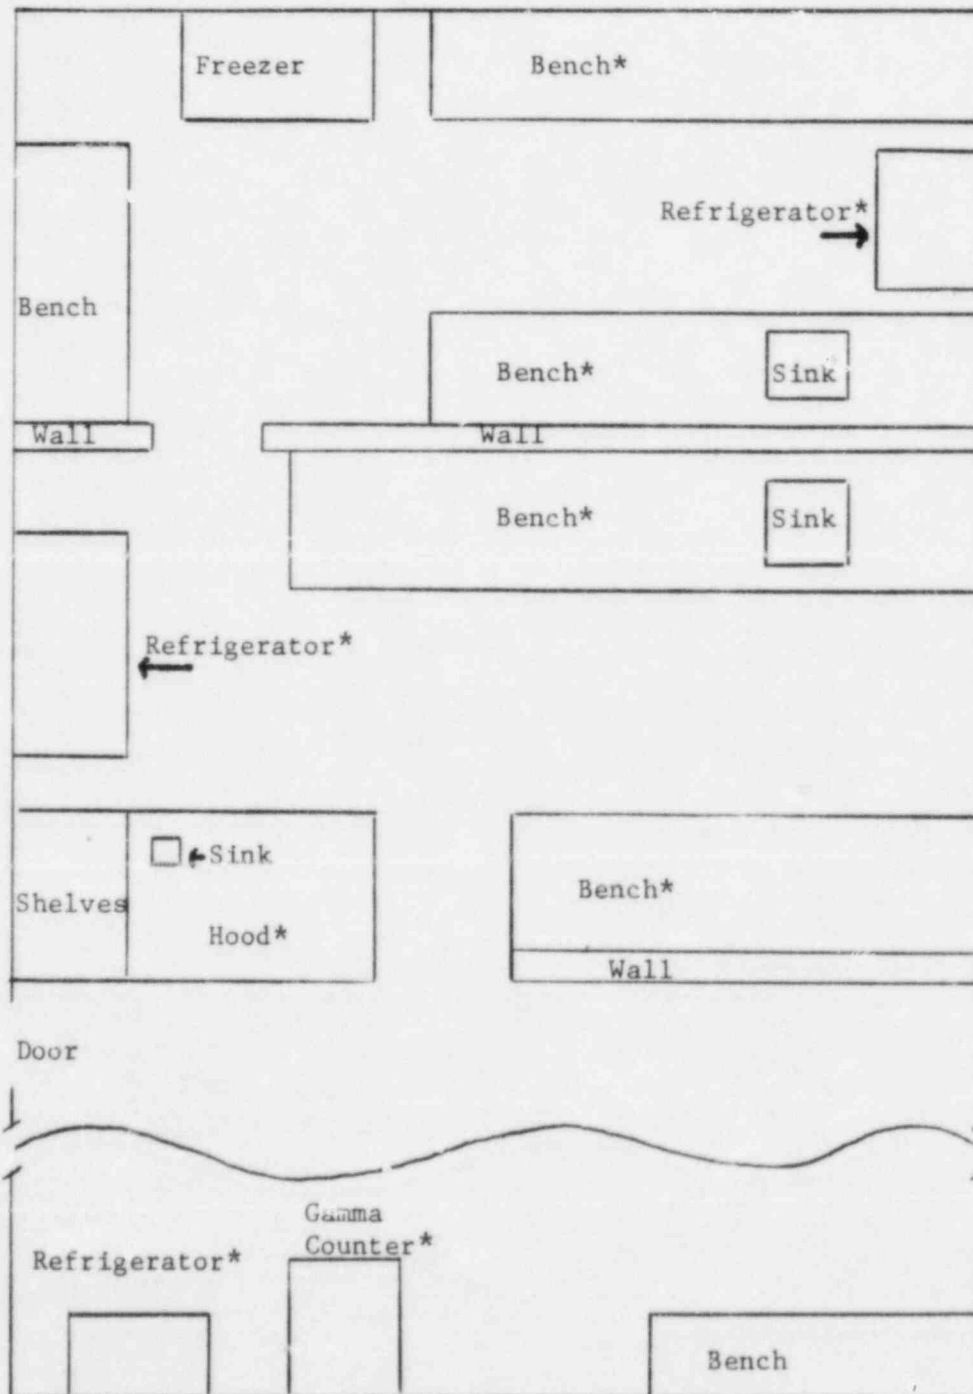 Freezer
Bench*
Refrigerator*
Bench
Bench*
Sink
Wall
Wall
Bench*
Sink
Refrigerator*
Sink
Shelves
Bench*
Hood*
Wall
Door
Gamma
Counter*
Refrigerator*
Bench